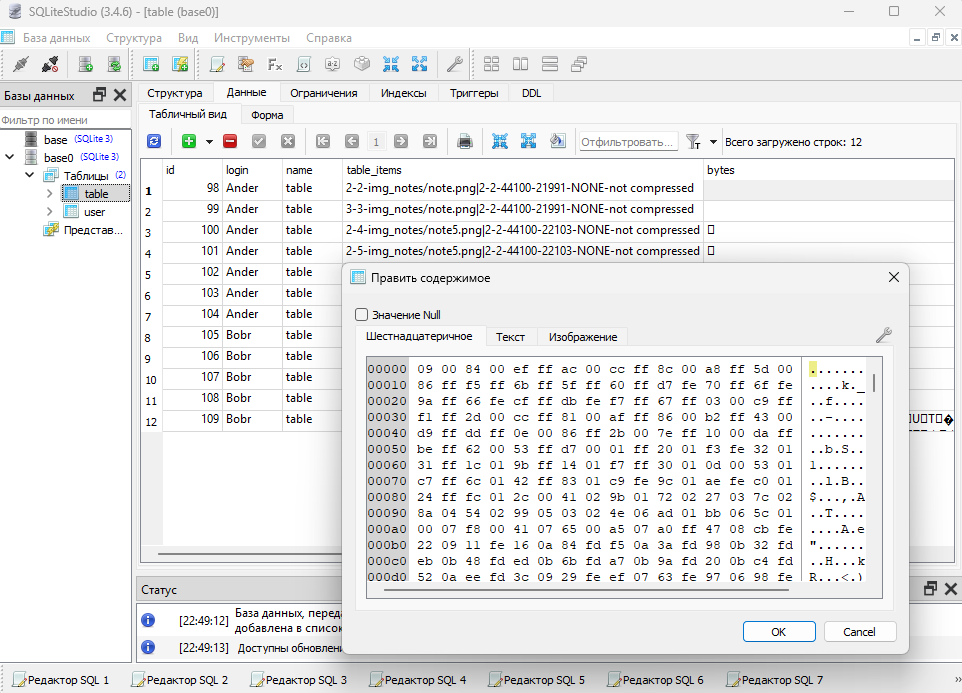 SQLiteStudio (3.4.6) - [table (base0)]
База данных Структура Вид Инструменты Справка
Базы данных
Фильтр по имени
base (SQLite 3)
base0 (SQLite 3)
Таблицы (2)
table
user
Представ...
Структура Данные Ограничения Индексы Триггеры DDL
Табличный вид Форма
1 Отфильтровать... Всего загружено строк: 12
id login name table_items bytes
1 98 Ander table 2-2-img_notes/note.png|2-2-44100-21991-NONE-not compressed
2 99 Ander table 3-3-img_notes/note.png|2-2-44100-21991-NONE-not compressed
3 100 Ander table 2-4-img_notes/note5.png|2-2-44100-22103-NONE-not compressed
4 101 Ander table 2-5-img_notes/note5.png|2-2-44100-22103-NONE-not compressed
5 102 Ander table
6 103 Ander table
7 104 Ander table
8 105 Bobr table
9 106 Bobr table
10 107 Bobr table
11 108 Bobr table
12 109 Bobr table
Править содержимое
Значение Null
Шестнадцатеричное Текст Изображение
00000 09 00 84 00 ef ff ac 00 cc ff 8c 00 a8 ff 5d 00 .......
00010 86 ff f5 ff 6b ff 5f ff 60 ff d7 fe 70 ff 6f fe ....k._
00020 9a ff 66 fe cf ff db fe f7 ff 67 ff 03 00 c9 ff ..f....
00030 f1 ff 2d 00 cc ff 81 00 af ff 86 00 b2 ff 43 00 ..-....
00040 d9 ff dd ff 0e 00 86 ff 2b 00 7e ff 10 00 da ff .......
00050 be ff 62 00 53 ff d7 00 01 ff 20 01 f3 fe 32 01 ..b.S..
00060 31 ff 1c 01 9b ff 14 01 f7 ff 30 01 0d 00 53 01 1......
00070 c7 ff 6c 01 42 ff 83 01 c9 fe 9c 01 ae fe c0 01 ..l.B..
00080 24 ff fc 01 2c 00 41 02 9b 01 72 02 27 03 7c 02 $...,.A
00090 8a 04 54 02 99 05 03 02 4e 06 ad 01 bb 06 5c 01 ..T....
000a0 00 07 f8 00 41 07 65 00 a5 07 a0 ff 47 08 cb fe ....A.e
000b0 22 09 11 fe 16 0a 84 fd f5 0a 3a fd 98 0b 32 fd "......
000c0 eb 0b 48 fd ed 0b 6b fd a7 0b 9a fd 20 0b c4 fd ..H...k
000d0 52 0a ee fd 3c 09 29 fe ef 07 63 fe 97 06 98 fe R...<.)
OK Cancel
Статус
[22:49:12] База данных, переда
добавлена в список
[22:49:13] Доступны обновлени
Редактор SQL 1 Редактор SQL 2 Редактор SQL 3 Редактор SQL 4 Редактор SQL 5 Редактор SQL 6 Редактор SQL 7